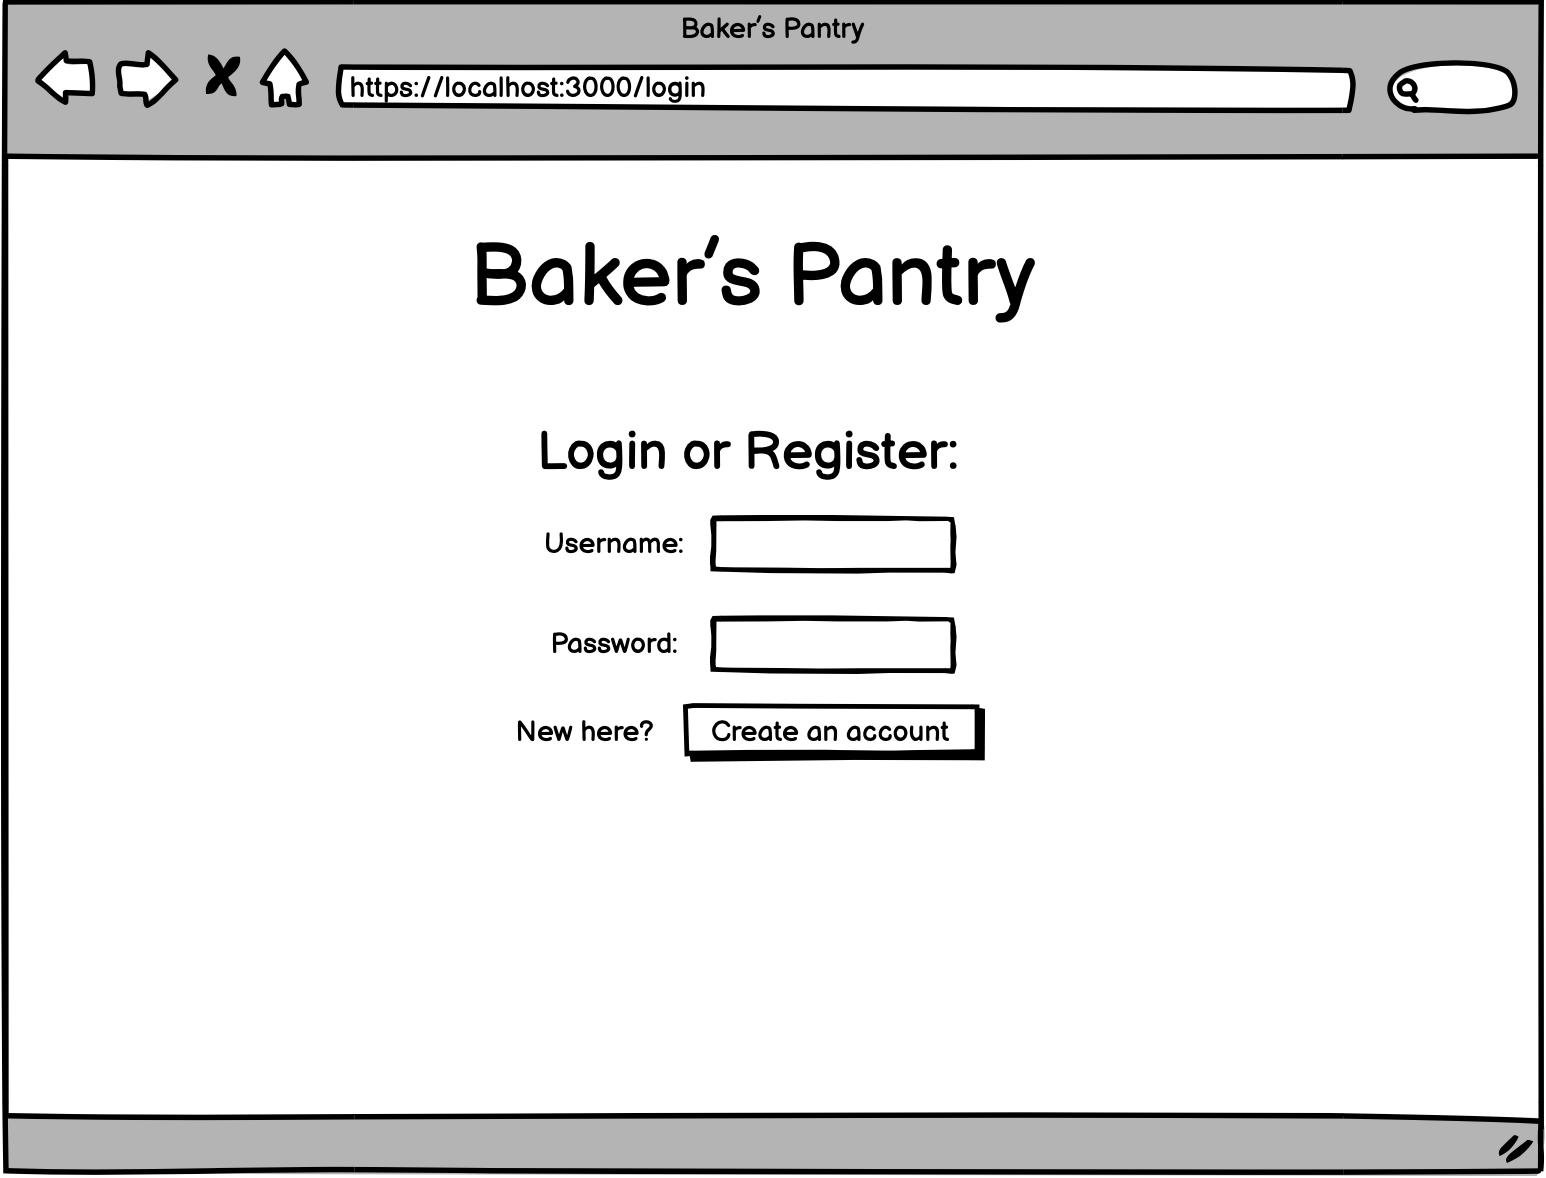 Baker's Pantry
https://localhost:3000/login
Baker's Pantry
Login or Register:
Username:
Password:
New here? Create an account